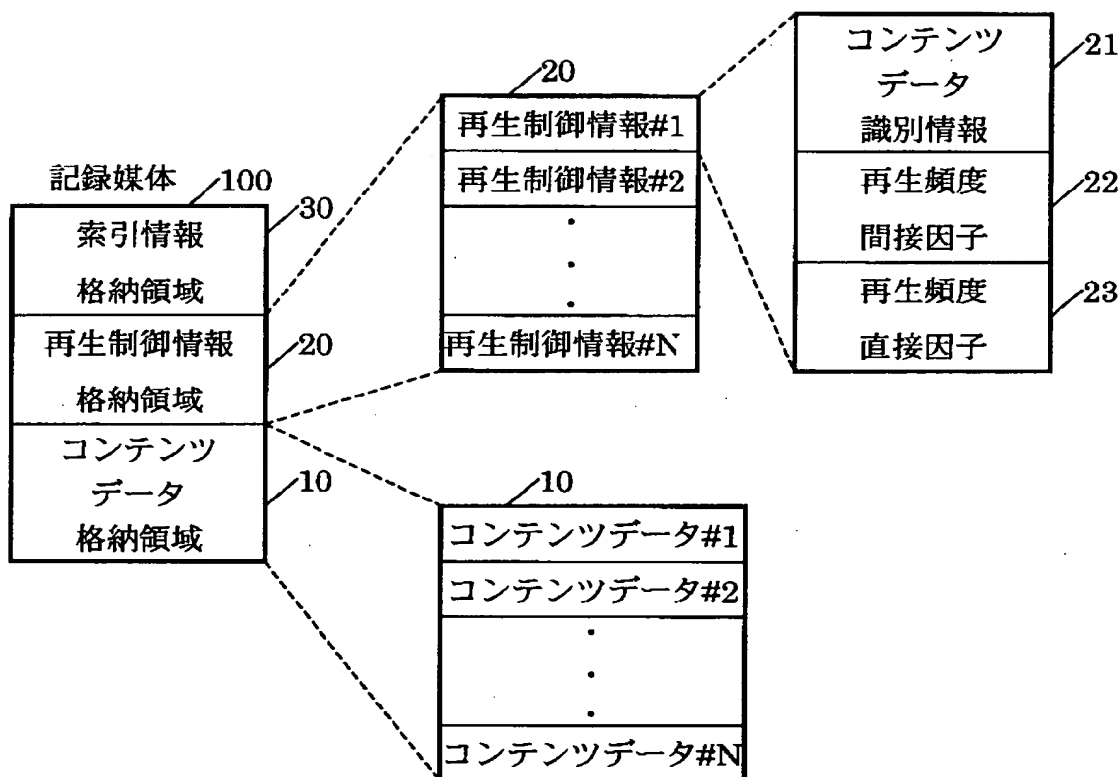 記録媒体
100
索引情報
格納領域
30
再生制御情報
格納領域
20
コンテンツ
データ
格納領域
10
20
再生制御情報#1
再生制御情報#2
再生制御情報#N
10
コンテンツデータ#1
コンテンツデータ#2
コンテンツデータ#N
コンテンツ
データ
識別情報
21
再生頻度
間接因子
22
再生頻度
直接因子
23